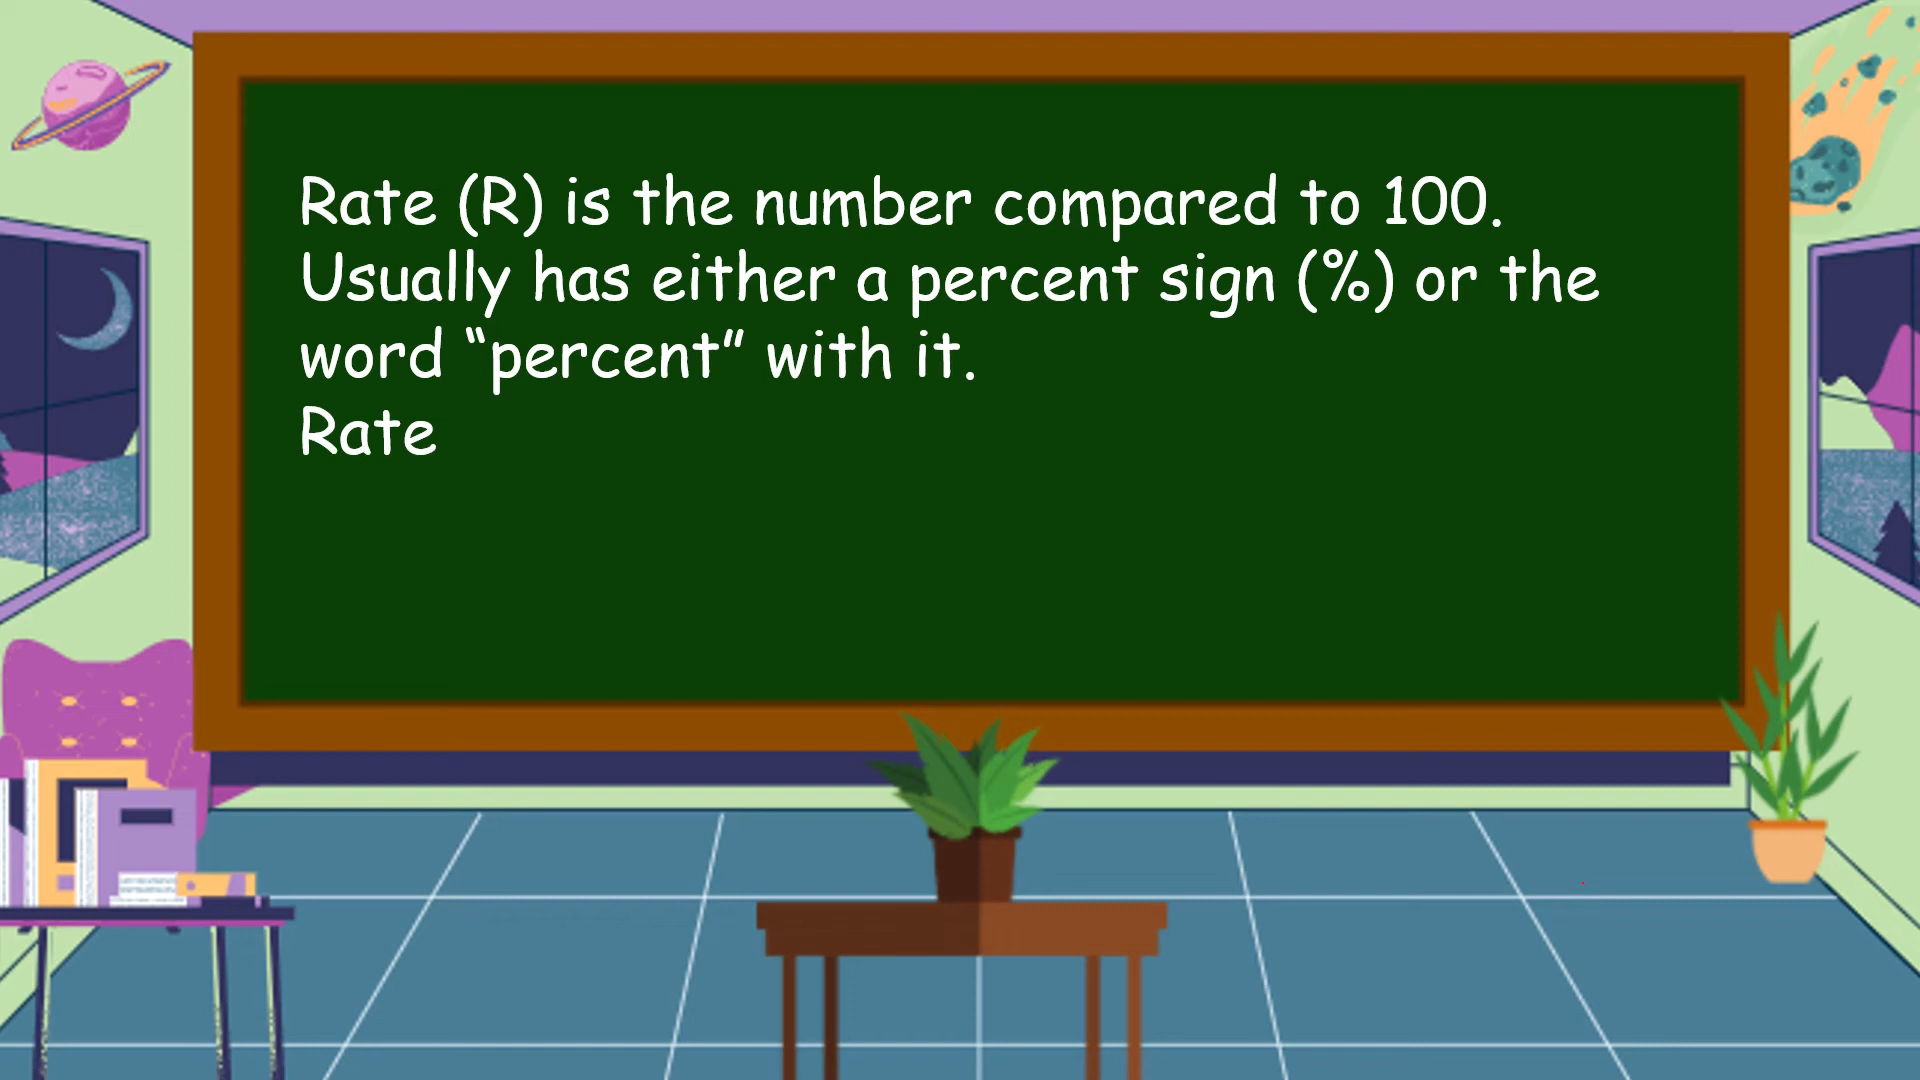 Rate (R) is the number compared to 100.
Usually has either a percent sign (%) or the
word “percent” with it.
Rate